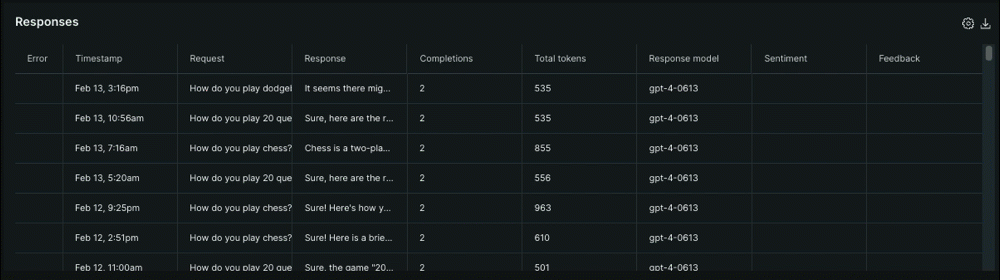 Responses
Error Timestamp Request Response Completions Total tokens Response model Sentiment Feedback
Feb 13, 3:16pm How do you play dodgel It seems there mig... 2 535 gpt-4-0613
Feb 13, 10:56am How do you play 20 que Sure, here are the r... 2 535 gpt-4-0613
Feb 13, 7:16am How do you play chess? Chess is a two-pla... 2 855 gpt-4-0613
Feb 13, 5:20am How do you play 20 que Sure, here are the r... 2 556 gpt-4-0613
Feb 12, 9:25pm How do you play chess? Sure! Here's how y... 2 963 gpt-4-0613
Feb 12, 2:51pm How do you play chess? Sure! Here is a brie... 2 610 gpt-4-0613
Feb 12, 11:00am How do you play 20 que Sure, the game "20... 2 501 gpt-4-0613